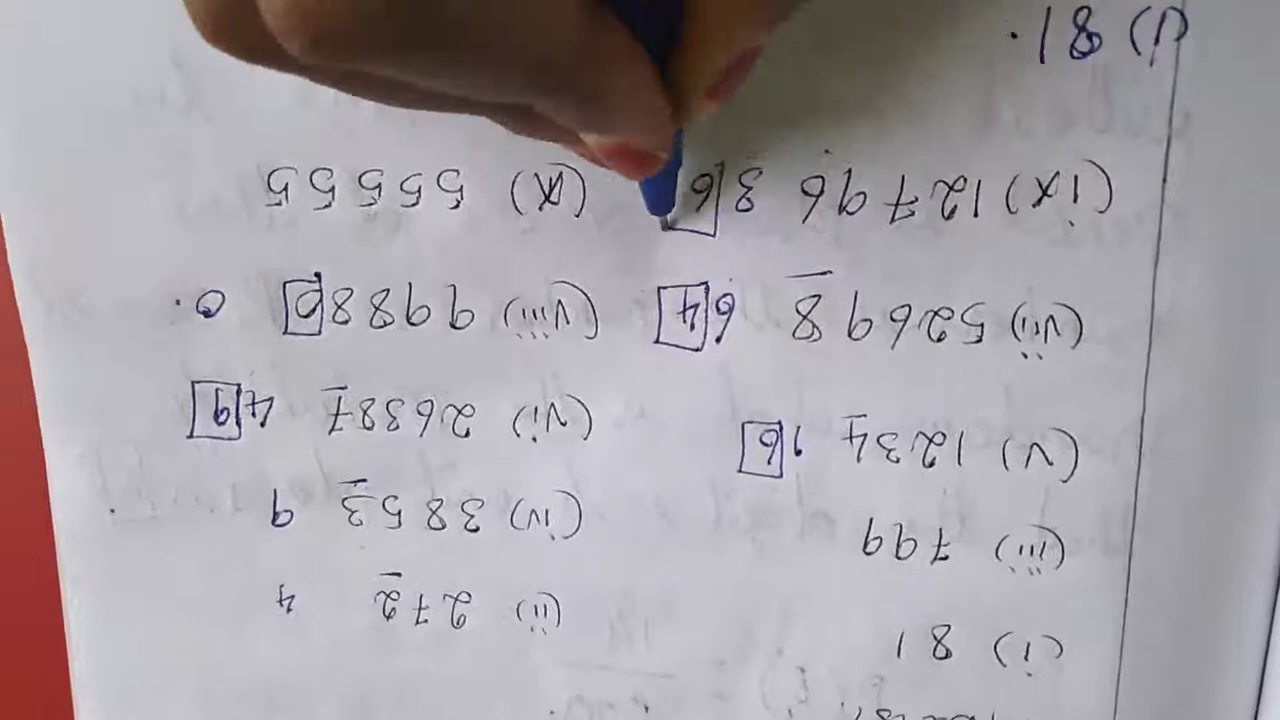 (i) 81
(ii) 272 4
(iii) 799
(iv) 3853 9
(v) 1234 16
(vi) 26387 49
(vii) 52698 64
(viii) 99880 0.
(ix) 127796 36
(x) 55555
(i) 81.